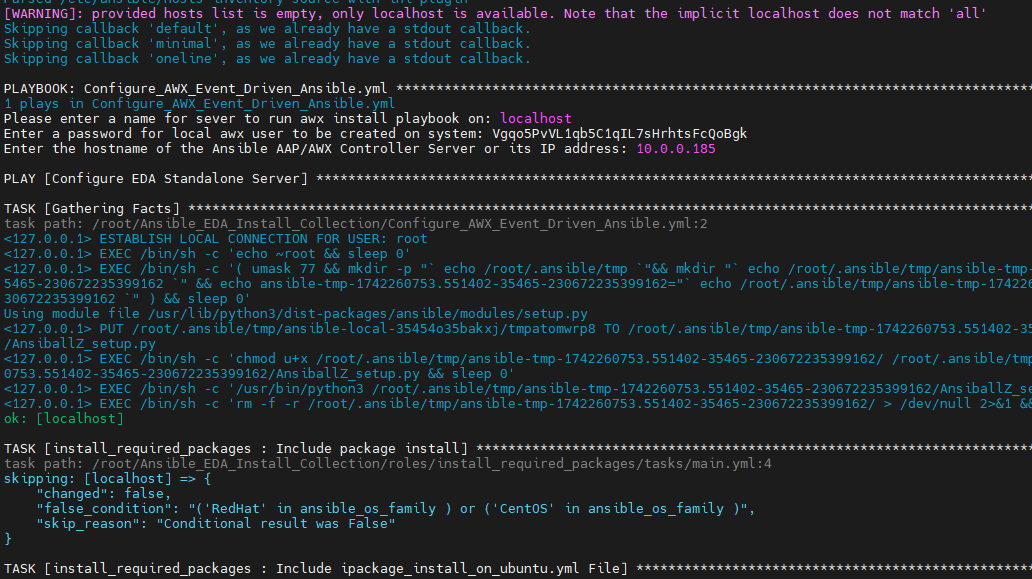 Parsed /etc/ansible/hosts inventory source with ini plugin
[WARNING]: provided hosts list is empty, only localhost is available. Note that the implicit localhost does not match 'all'
Skipping callback 'default', as we already have a stdout callback.
Skipping callback 'minimal', as we already have a stdout callback.
Skipping callback 'oneline', as we already have a stdout callback.
PLAYBOOK: Configure_AWX_Event_Driven_Ansible.yml ********************************************************************************
1 plays in Configure_AWX_Event_Driven_Ansible.yml
Please enter a name for sever to run awx install playbook on: localhost
Enter a password for local awx user to be created on system: Vgqo5PvVL1qb5C1qIL7sHrhtsFcQoBgk
Enter the hostname of the Ansible AAP/AWX Controller Server or its IP address: 10.0.0.185
PLAY [Configure EDA Standalone Server] ******************************************************************************************
TASK [Gathering Facts] **********************************************************************************************************
task path: /root/Ansible_EDA_Install_Collection/Configure_AWX_Event_Driven_Ansible.yml:2
<127.0.0.1> ESTABLISH LOCAL CONNECTION FOR USER: root
<127.0.0.1> EXEC /bin/sh -c 'echo ~root && sleep 0'
<127.0.0.1> EXEC /bin/sh -c '( umask 77 && mkdir -p "` echo /root/.ansible/tmp `"&& mkdir "` echo /root/.ansible/tmp/ansible-tmp-
5465-230672235399162 `" && echo ansible-tmp-1742260753.551402-35465-230672235399162="` echo /root/.ansible/tmp/ansible-tmp-174226
30672235399162 `" ) && sleep 0'
Using module file /usr/lib/python3/dist-packages/ansible/modules/setup.py
<127.0.0.1> PUT /root/.ansible/tmp/ansible-local-35454o35bakxj/tmpatomwrp8 TO /root/.ansible/tmp/ansible-tmp-1742260753.551402-35
/AnsiballZ_setup.py
<127.0.0.1> EXEC /bin/sh -c 'chmod u+x /root/.ansible/tmp/ansible-tmp-1742260753.551402-35465-230672235399162/ /root/.ansible/tmp
0753.551402-35465-230672235399162/AnsiballZ_setup.py && sleep 0'
<127.0.0.1> EXEC /bin/sh -c '/usr/bin/python3 /root/.ansible/tmp/ansible-tmp-1742260753.551402-35465-230672235399162/AnsiballZ_se
<127.0.0.1> EXEC /bin/sh -c 'rm -f -r /root/.ansible/tmp/ansible-tmp-1742260753.551402-35465-230672235399162/ > /dev/null 2>&1 &&
ok: [localhost]
TASK [install_required_packages : Include package install] **********************************************************************
task path: /root/Ansible_EDA_Install_Collection/roles/install_required_packages/tasks/main.yml:4
skipping: [localhost] => {
    "changed": false,
    "false_condition": "('RedHat' in ansible_os_family ) or ('CentOS' in ansible_os_family )",
    "skip_reason": "Conditional result was False"
}
TASK [install_required_packages : Include ipackage_install_on_ubuntu.yml File] **************************************************